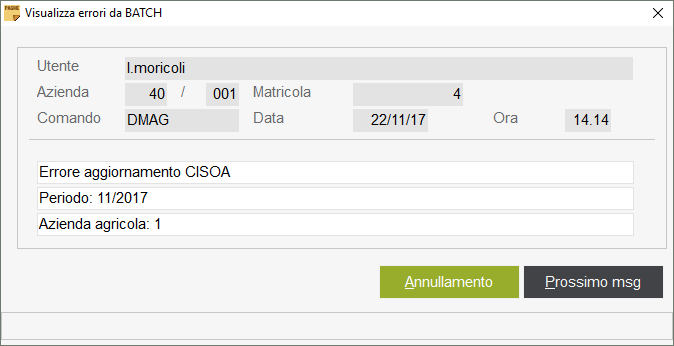 PAGHE
Visualizza errori da BATCH
Utente l.moricoli
Azienda 40 / 001 Matricola 4
Comando DMAG Data 22/11/17 Ora 14.14
Errore aggiornamento CISOA
Periodo: 11/2017
Azienda agricola: 1
Annullamento Prossimo msg